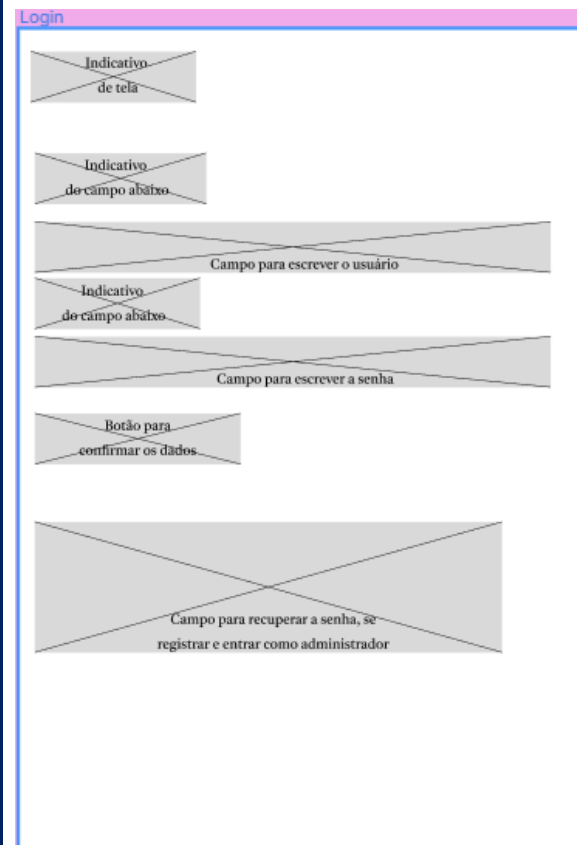 Login
Indicativo
de tela
Indicativo
do campo abaixo
Campo para escrever o usuário
Indicativo
do campo abaixo
Campo para escrever a senha
Botão para
confirmar os dados
Campo para recuperar a senha, se
registrar e entrar como administrador